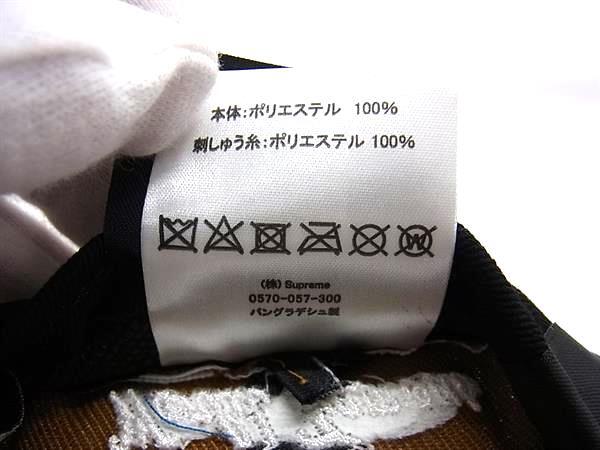 本体:ポリエステル 100%
刺しゅう糸:ポリエステル 100%
(株) Supreme
0570-057-300
バングラデシュ製